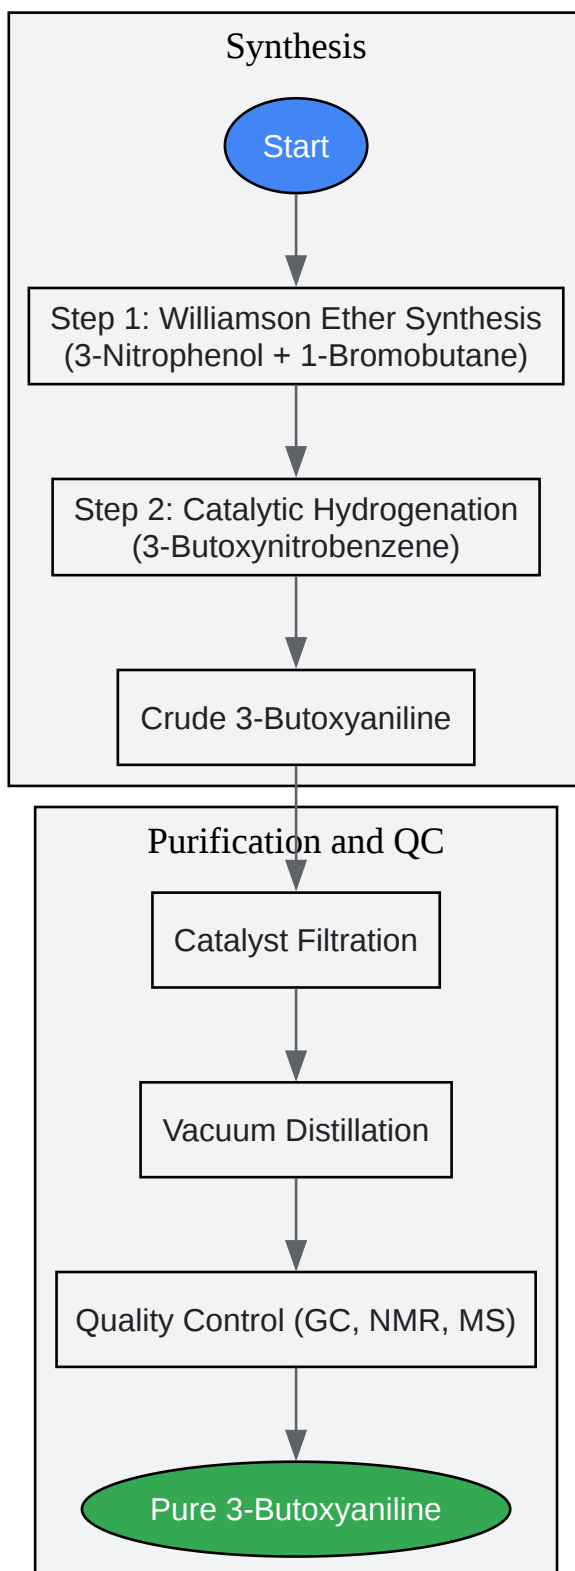 Synthesis
Start
Step 1: Williamson Ether Synthesis
(3-Nitrophenol + 1-Bromobutane)
Step 2: Catalytic Hydrogenation
(3-Butoxynitrobenzene)
Crude 3-Butoxyaniline
Purification and QC
Catalyst Filtration
Vacuum Distillation
Quality Control (GC, NMR, MS)
Pure 3-Butoxyaniline